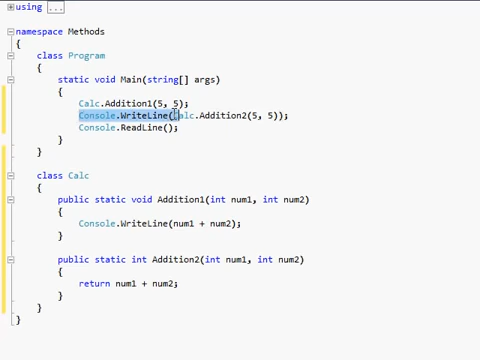 using ...
namespace Methods
{
class Program
{
static void Main(string[] args)
{
Calc.Addition1(5, 5);
Console.WriteLine(Calc.Addition2(5, 5));
Console.ReadLine();
}
}
class Calc
{
public static void Addition1(int num1, int num2)
{
Console.WriteLine(num1 + num2);
}
public static int Addition2(int num1, int num2)
{
return num1 + num2;
}
}
}